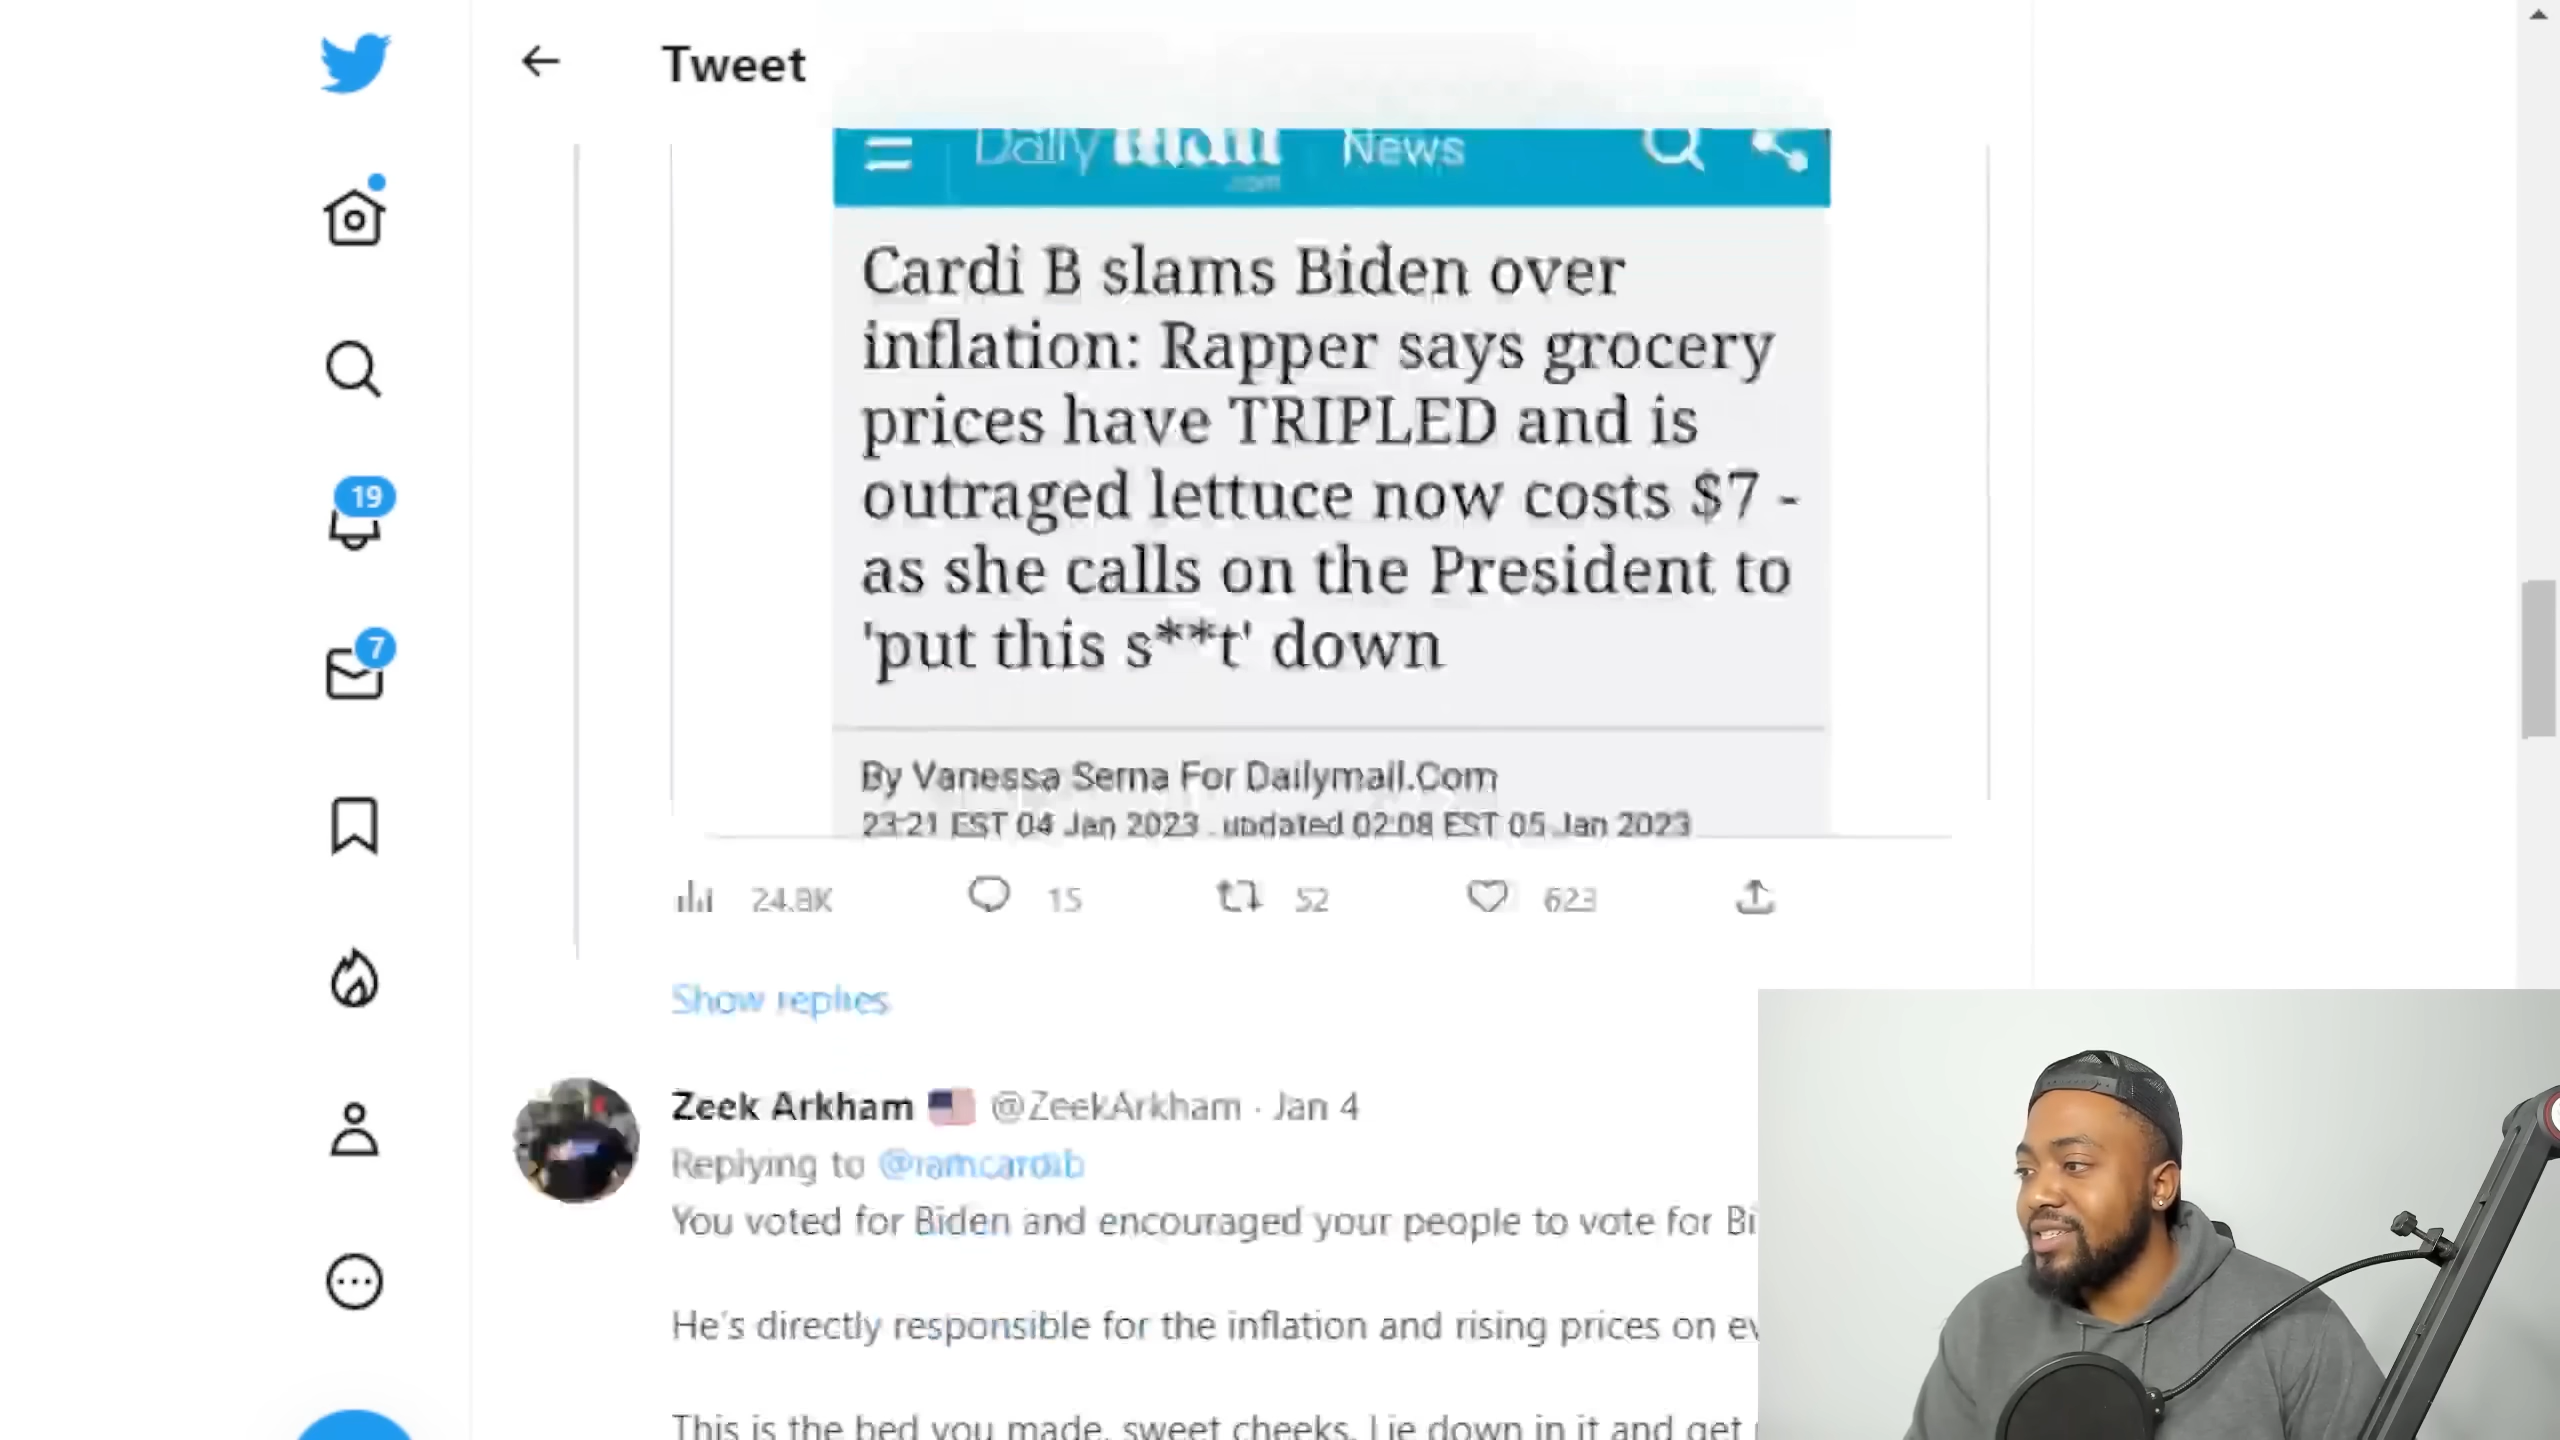 Tweet
Daily Mail News
.com
Cardi B slams Biden over
inflation: Rapper says grocery
prices have TRIPLED and is
outraged lettuce now costs $7 -
as she calls on the President to
'put this s**t' down
By Vanessa Serna For Dailymail.Com
23:21 EST 04 Jan 2023 , updated 02:08 EST 05 Jan 2023
19
7
24.8K 15 52 623
Show replies
Zeek Arkham @ZeekArkham · Jan 4
Replying to @iamcardib
You voted for Biden and encouraged your people to vote for Bi
He's directly responsible for the inflation and rising prices on ev
This is the bed you made, sweet cheeks. Lie down in it and get